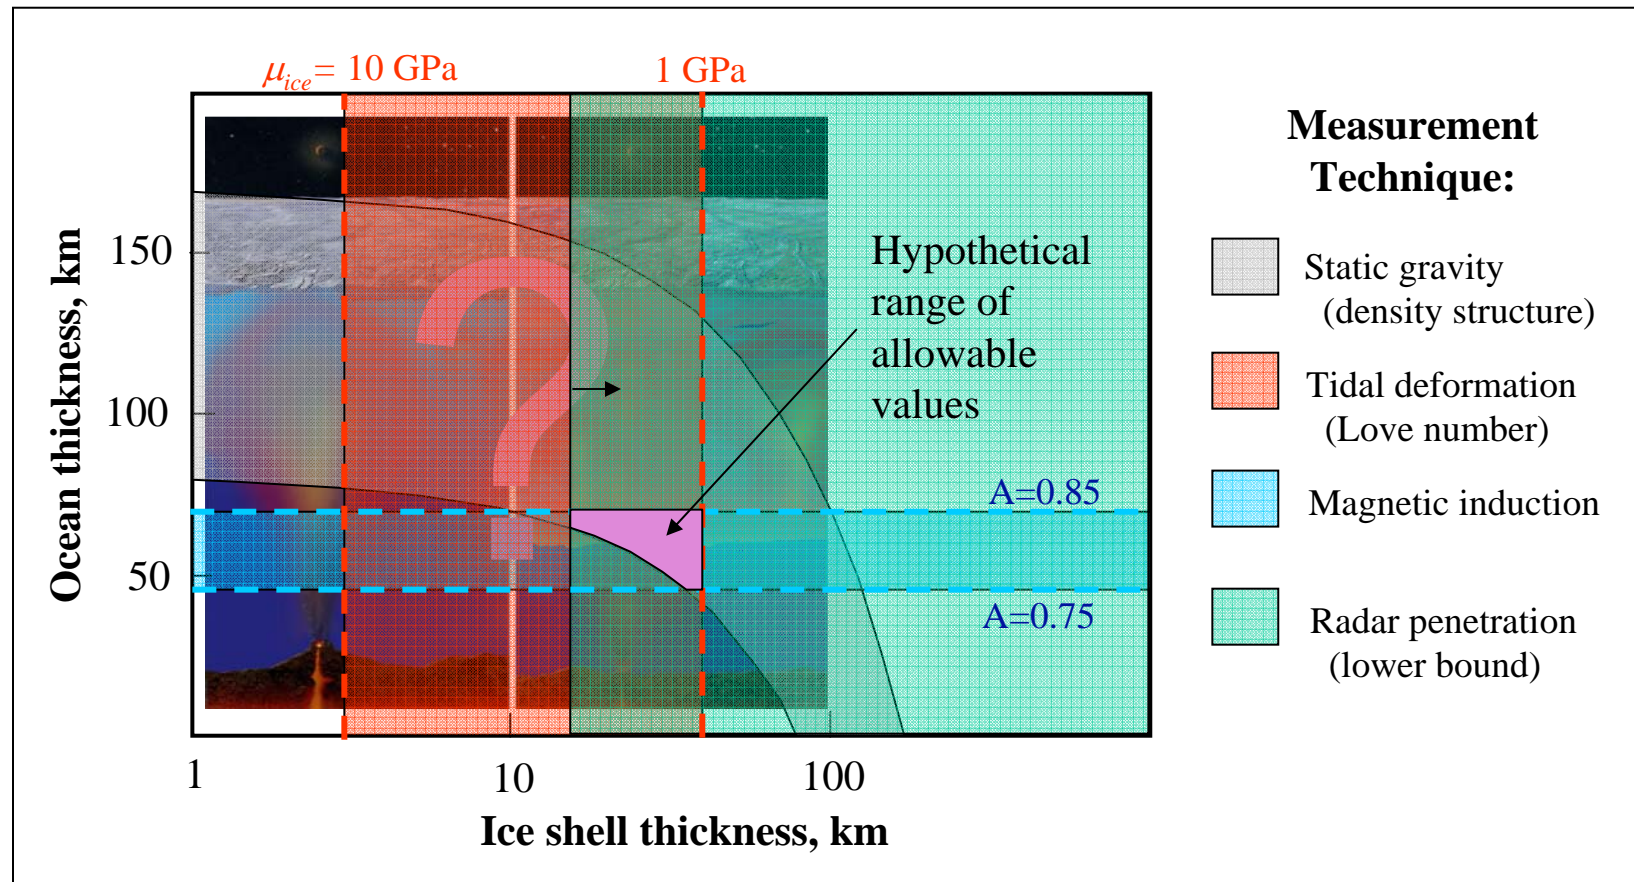 μice= 10 GPa
1 GPa
Measurement
Technique:
Ocean thickness, km
150
100
50
Hypothetical
range of
allowable
values
?
A=0.85
A=0.75
Static gravity
(density structure)
Tidal deformation
(Love number)
Magnetic induction
Radar penetration
(lower bound)
1
10
100
Ice shell thickness, km